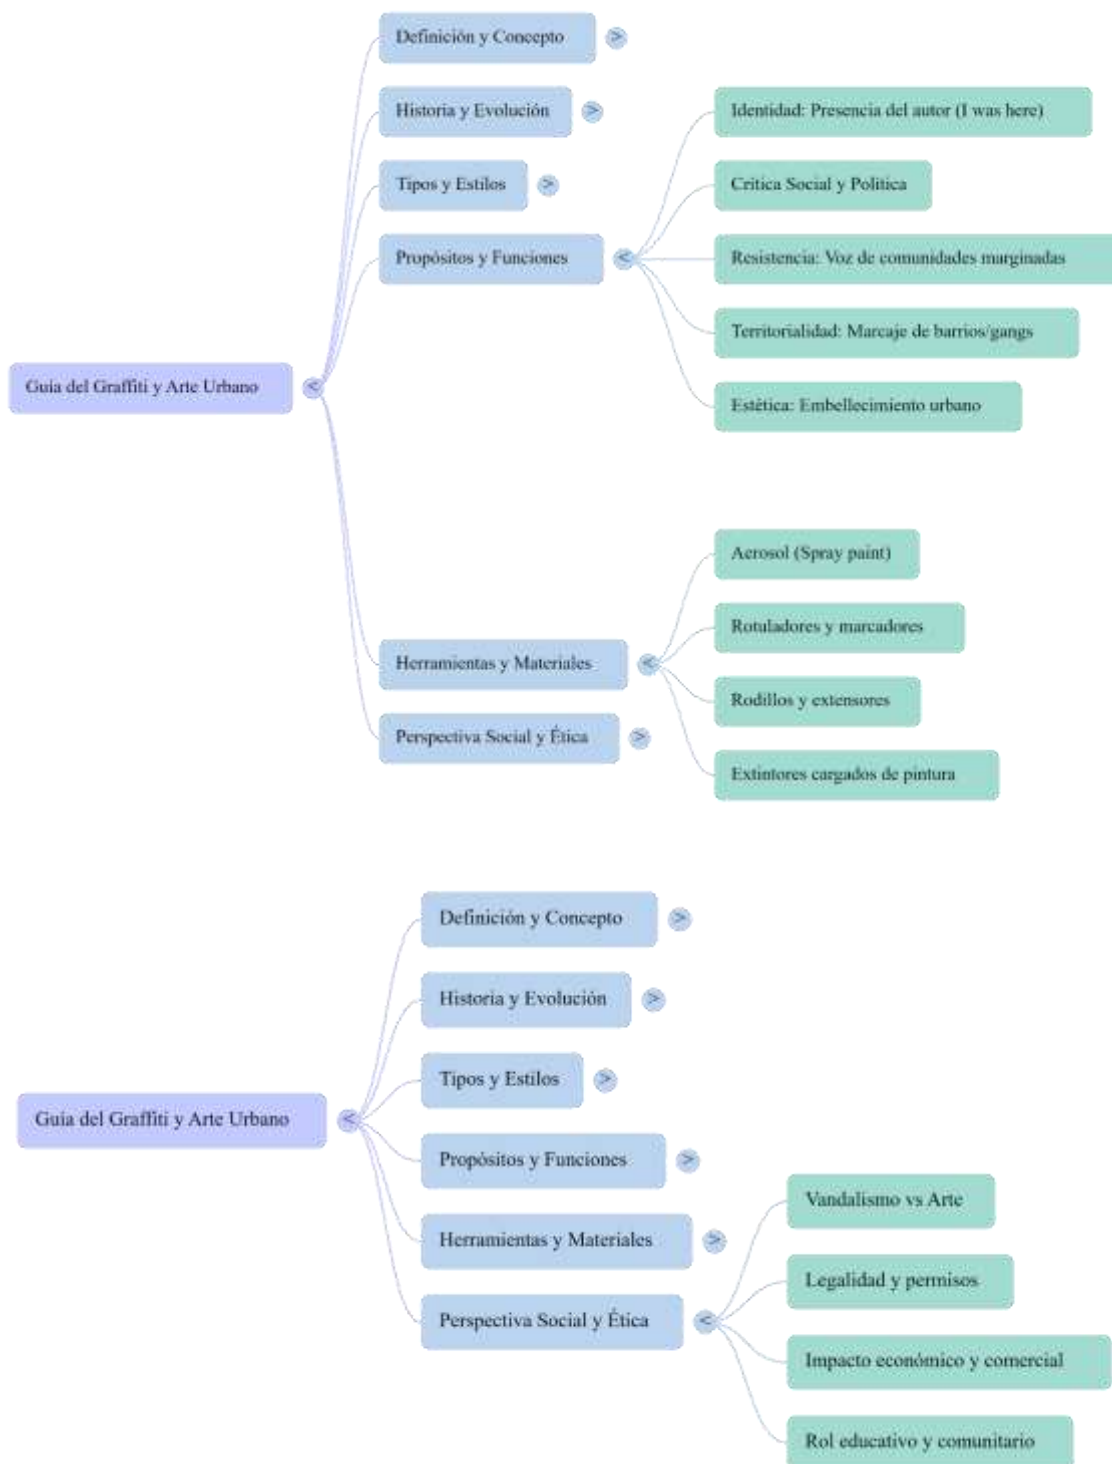 Definición y Concepto
>
Historia y Evolución
>
Tipos y Estilos
>
Propósitos y Funciones
<
Identidad: Presencia del autor (I was here)
Crítica Social y Política
Resistencia: Voz de comunidades marginadas
Territorialidad: Marcaje de barrios/gangs
Estética: Embellecimiento urbano
Guía del Graffiti y Arte Urbano
<
Herramientas y Materiales
<
Aerosol (Spray paint)
Rotuladores y marcadores
Rodillos y extensores
Extintores cargados de pintura
Perspectiva Social y Ética
>
Definición y Concepto
>
Historia y Evolución
>
Tipos y Estilos
>
Guía del Graffiti y Arte Urbano
<
Propósitos y Funciones
>
Herramientas y Materiales
>
Perspectiva Social y Ética
<
Vandalismo vs Arte
Legalidad y permisos
Impacto económico y comercial
Rol educativo y comunitario